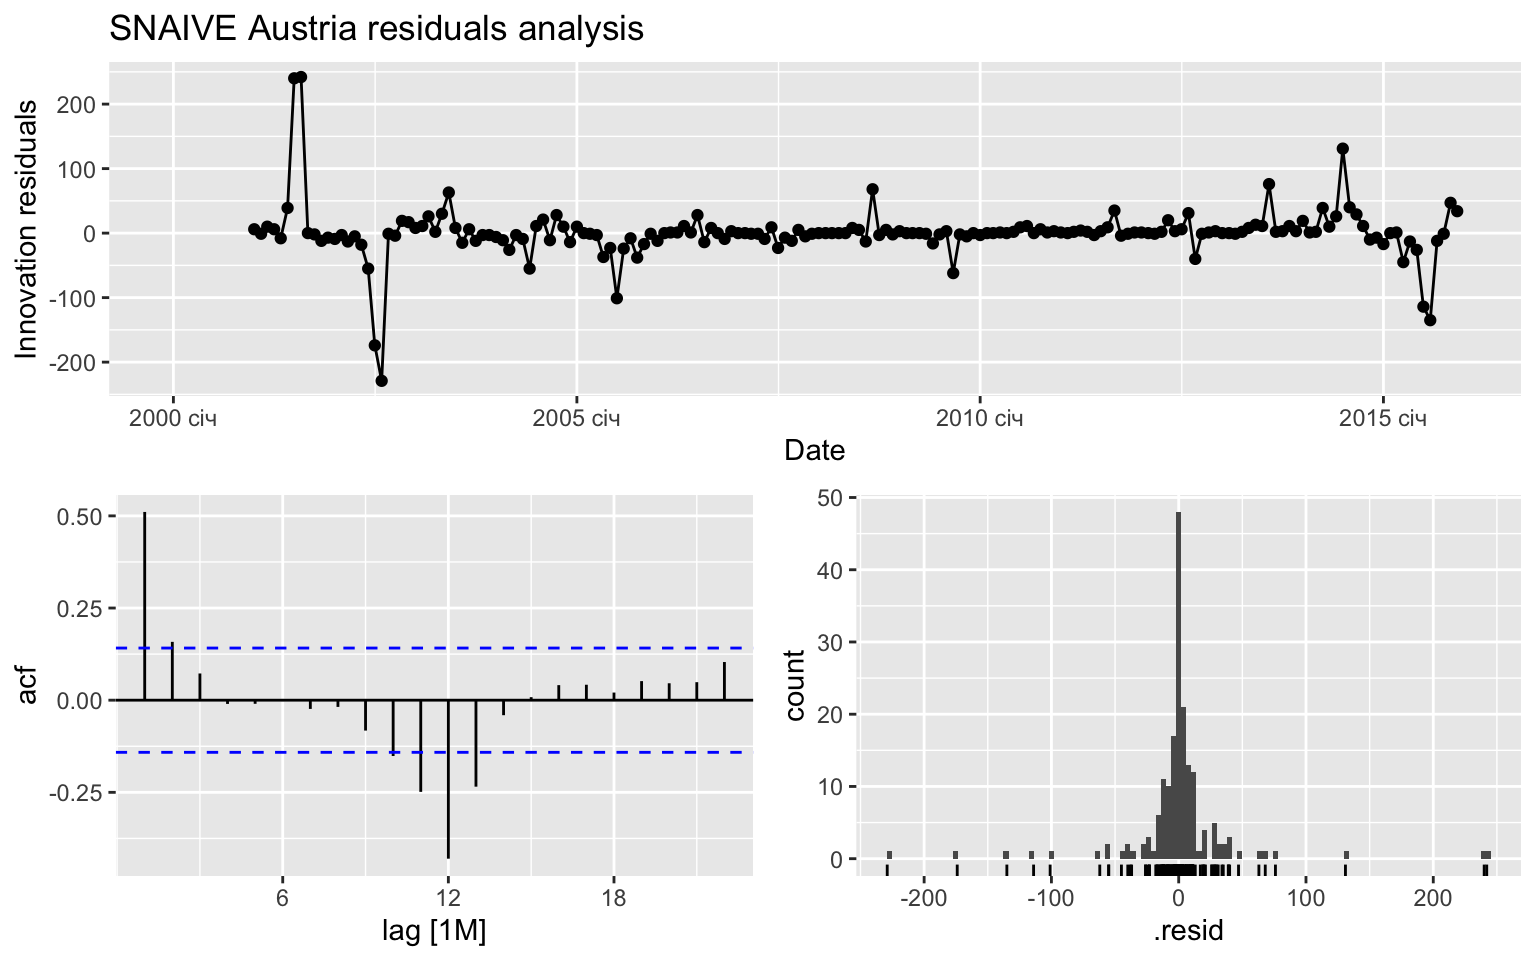 SNAIVE Austria residuals analysis
Innovation residuals
200
100
0
-100
-200
2000 січ
2005 січ
2010 січ
2015 січ
Date
acf
0.50
0.25
0.00
-0.25
6
12
18
lag [1M]
count
50
40
30
20
10
0
-200
-100
0
100
200
.resid